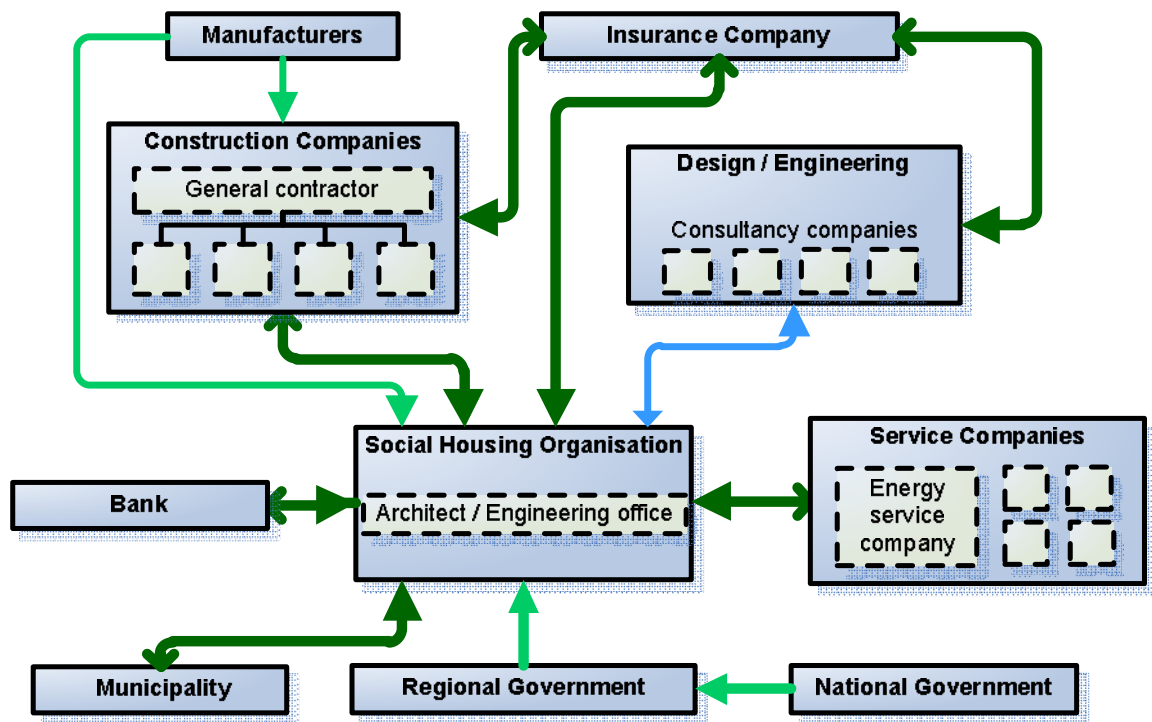 Manufacturers
Insurance Company
Construction Companies
General contractor
Design / Engineering
Consultancy companies
Social Housing Organisation
Architect / Engineering office
Service Companies
Energy
service
company
Bank
Municipality
Regional Government
National Government